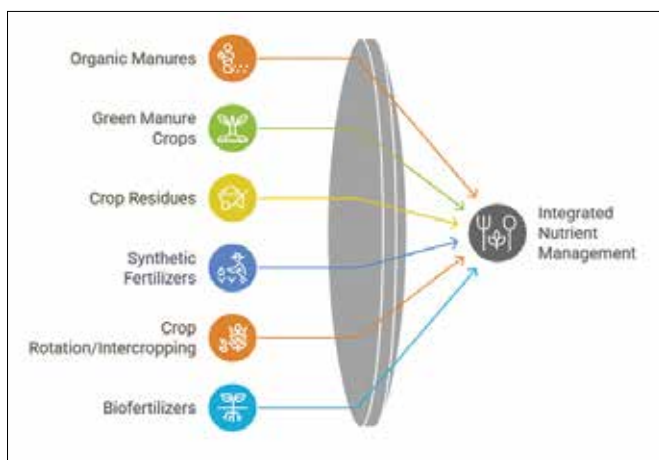 Organic Manures
Green Manure
Crops
Crop Residues
Synthetic
Fertilizers
Crop
Rotation/Intercropping
Biofertilizers
Integrated
Nutrient
Management